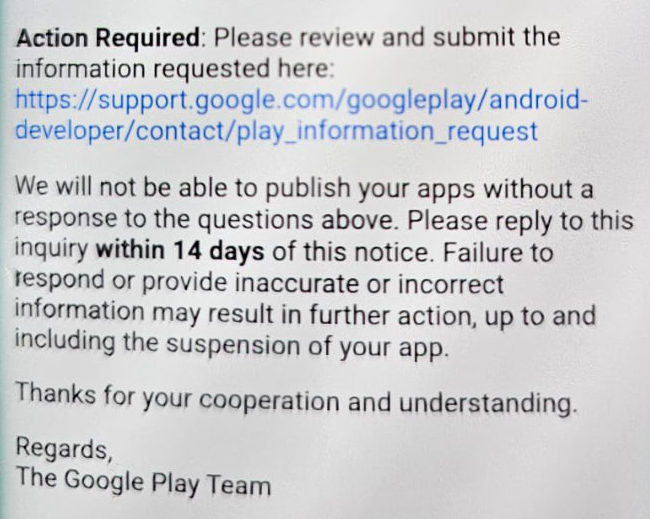 Action Required: Please review and submit the
information requested here:
https://support.google.com/googleplay/android-
developer/contact/play_information_request
We will not be able to publish your apps without a
response to the questions above. Please reply to this
inquiry within 14 days of this notice. Failure to
respond or provide inaccurate or incorrect
information may result in further action, up to and
including the suspension of your app.
Thanks for your cooperation and understanding.
Regards,
The Google Play Team